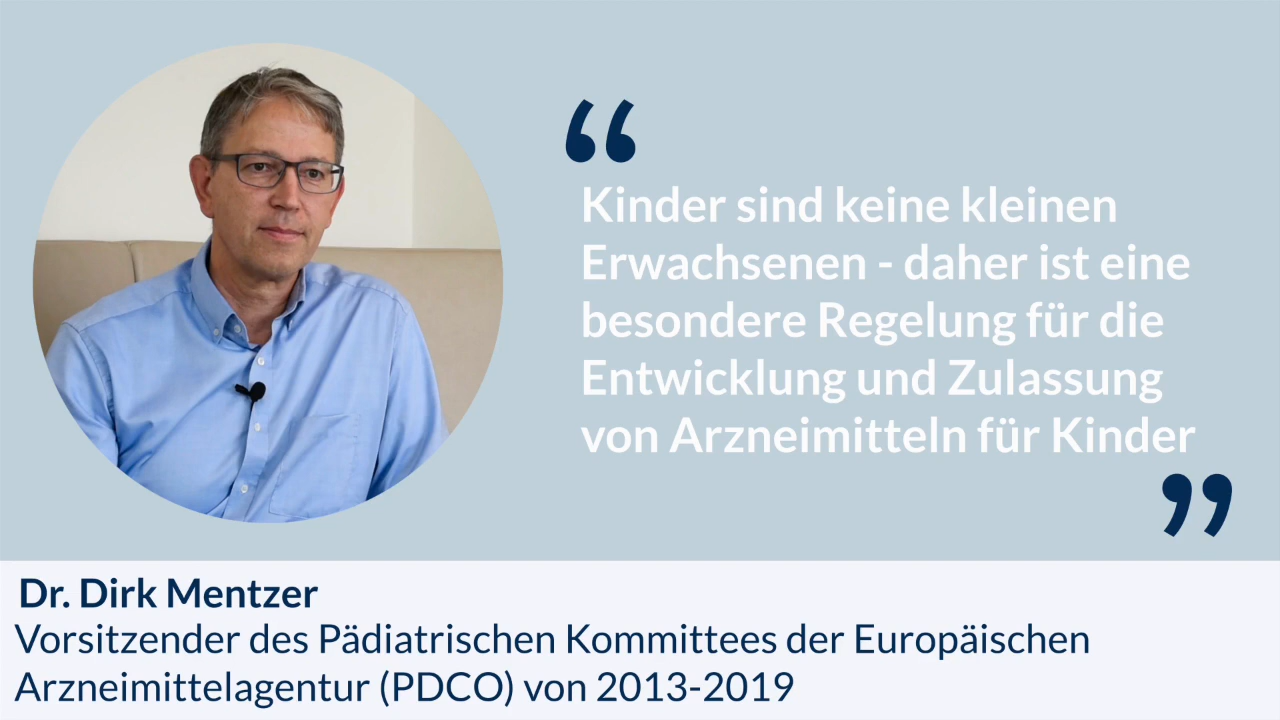 “
Kinder sind keine kleinen
Erwachsenen - daher ist eine
besondere Regelung für die
Entwicklung und Zulassung
von Arzneimitteln für Kinder
”
Dr. Dirk Mentzer
Vorsitzender des Pädiatrischen Kommittees der Europäischen
Arzneimittelagentur (PDCO) von 2013-2019